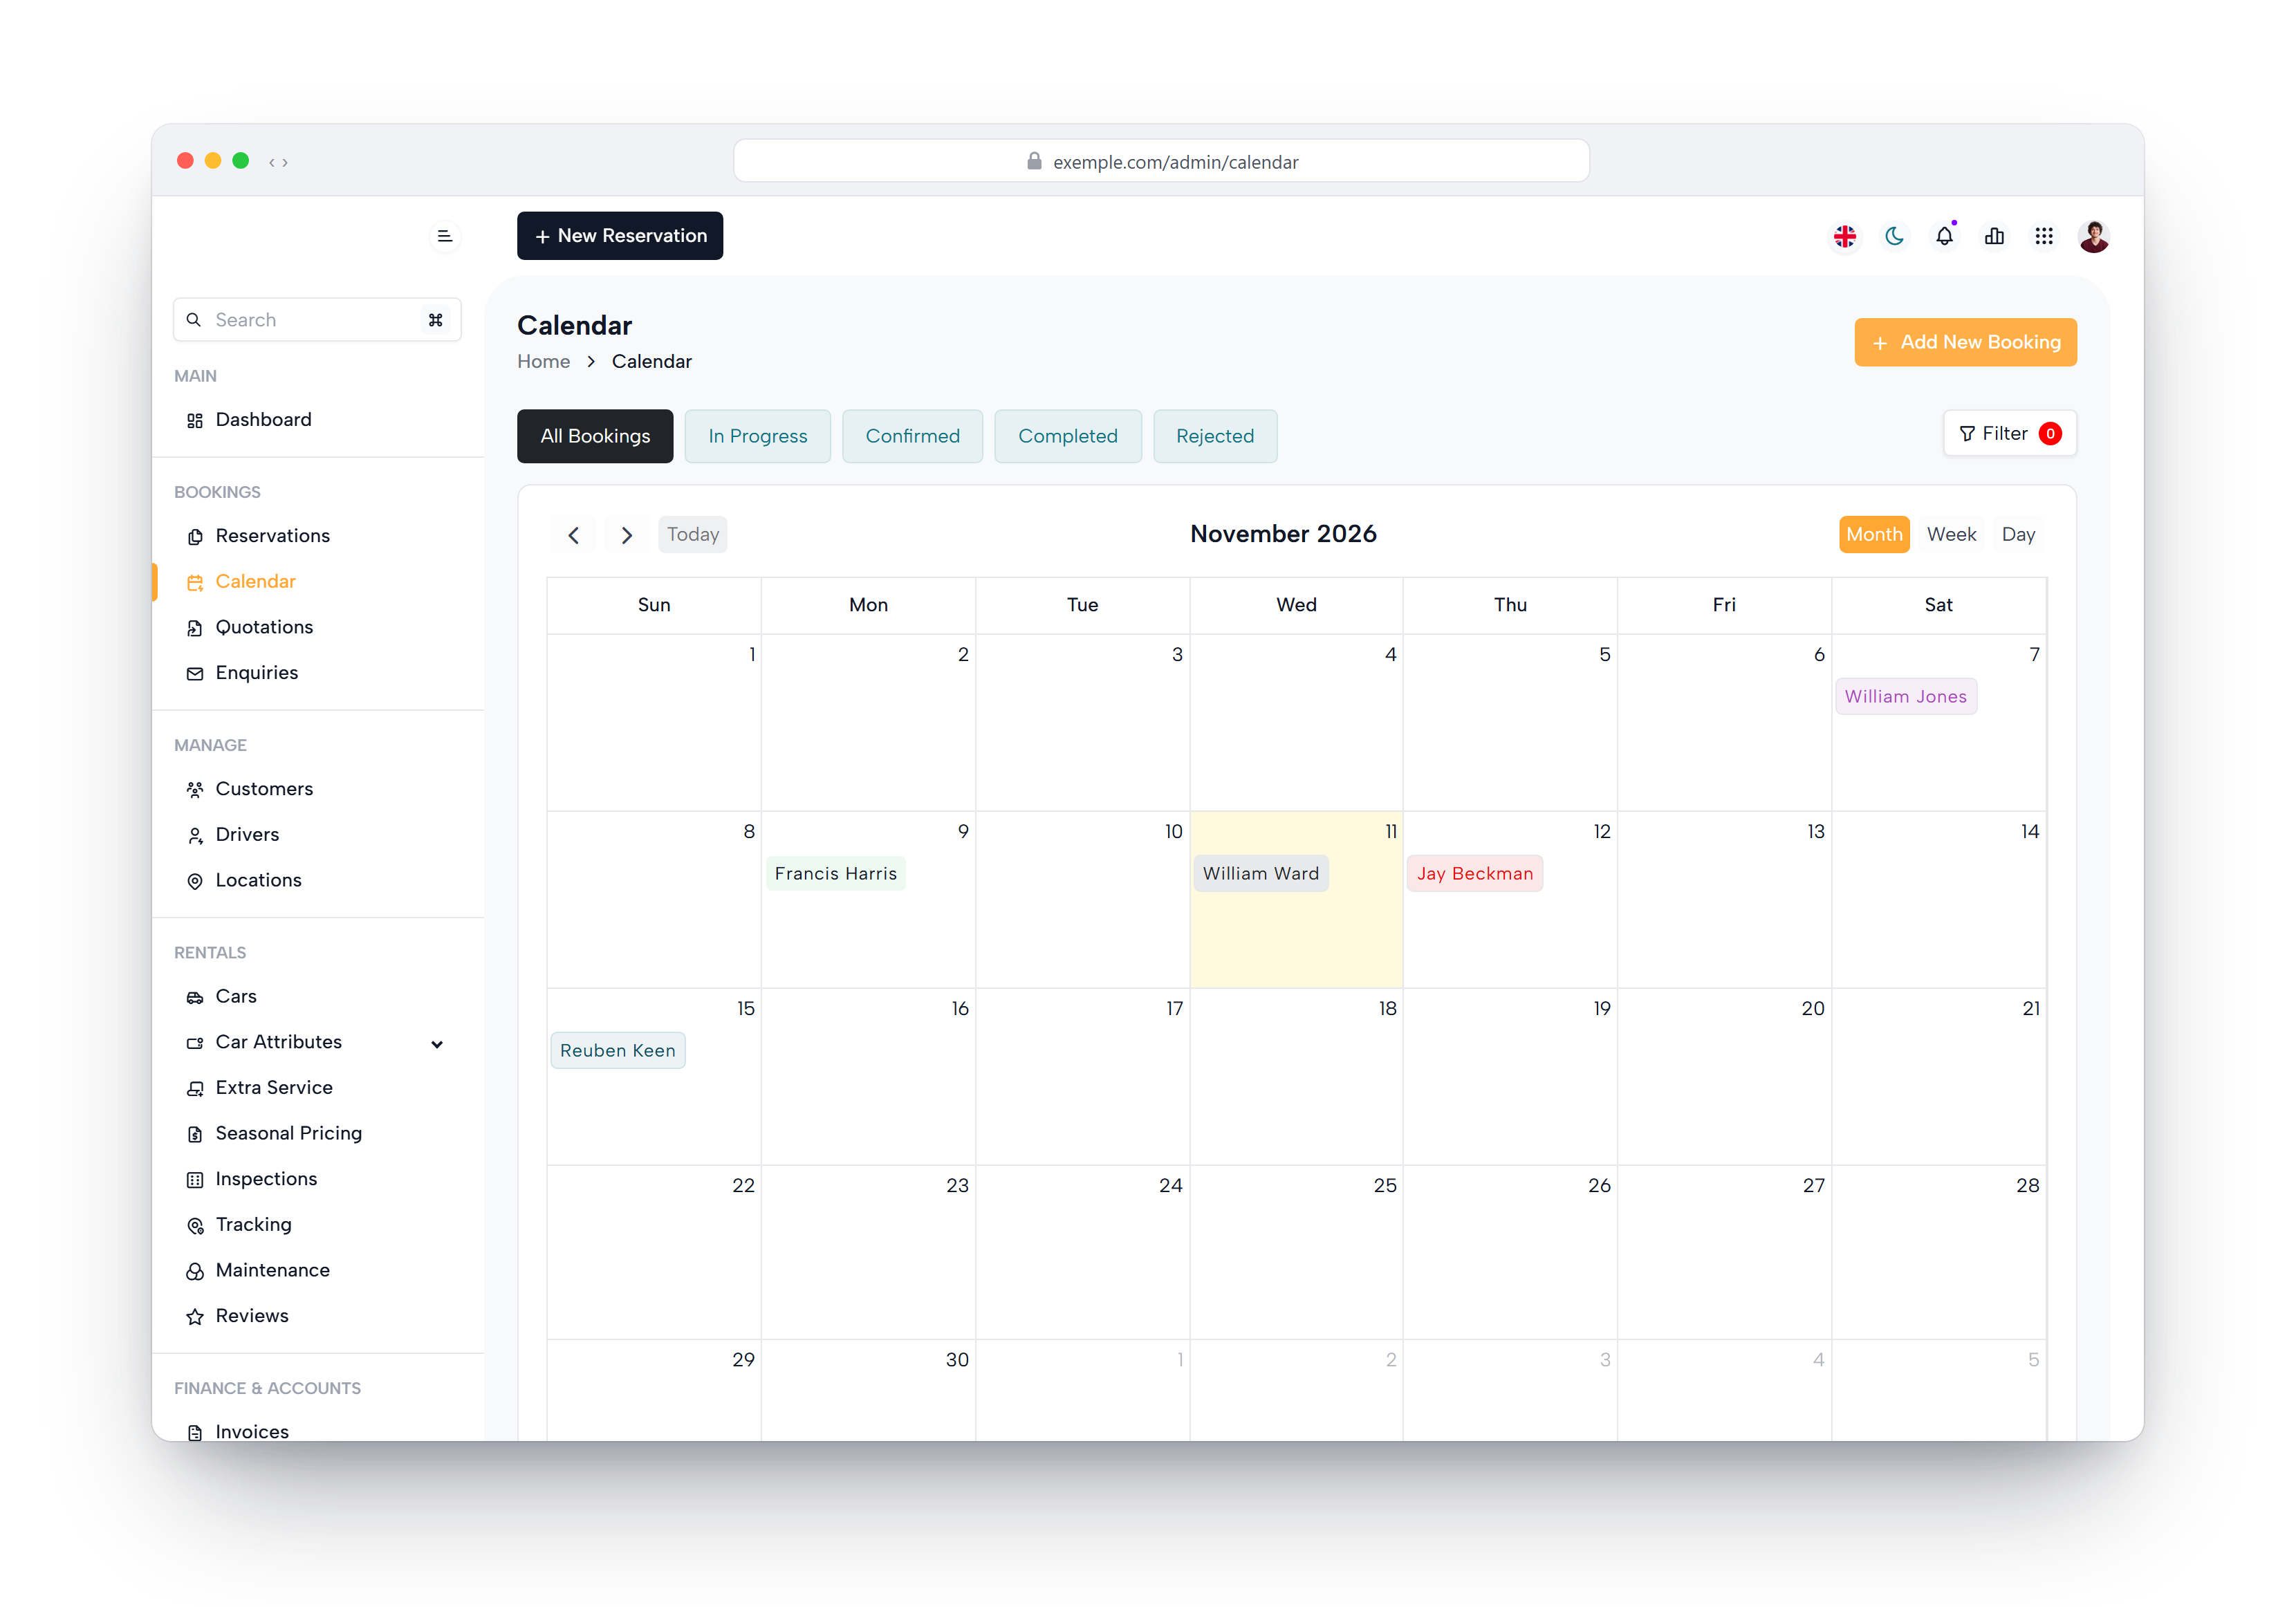 exemple.com/admin/calendar
+ New Reservation
Search
MAIN
Dashboard
BOOKINGS
Reservations
Calendar
Quotations
Enquiries
MANAGE
Customers
Drivers
Locations
RENTALS
Cars
Car Attributes
Extra Service
Seasonal Pricing
Inspections
Tracking
Maintenance
Reviews
FINANCE & ACCOUNTS
Invoices
Calendar
Home > Calendar
+ Add New Booking
All Bookings In Progress Confirmed Completed Rejected
Filter 0
Today
November 2026
Month Week Day
Sun Mon Tue Wed Thu Fri Sat
1 2 3 4 5 6 7
William Jones
8 9 10 11 12 13 14
Francis Harris William Ward Jay Beckman
15 16 17 18 19 20 21
Reuben Keen
22 23 24 25 26 27 28
29 30 1 2 3 4 5